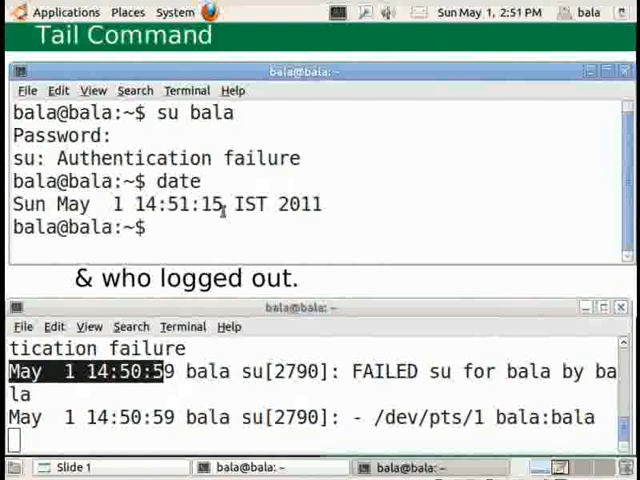 Applications Places System Sun May 1, 2:51 PM bala
Tail Command
bala@bala: ~
File Edit View Search Terminal Help
bala@bala:~$ su bala
Password:
su: Authentication failure
bala@bala:~$ date
Sun May  1 14:51:15 IST 2011
bala@bala:~$
& who logged out.
bala@bala: ~
File Edit View Search Terminal Help
tication failure
May  1 14:50:59 bala su[2790]: FAILED su for bala by ba
la
May  1 14:50:59 bala su[2790]: - /dev/pts/1 bala:bala
Slide 1 bala@bala: ~ bala@bala: ~